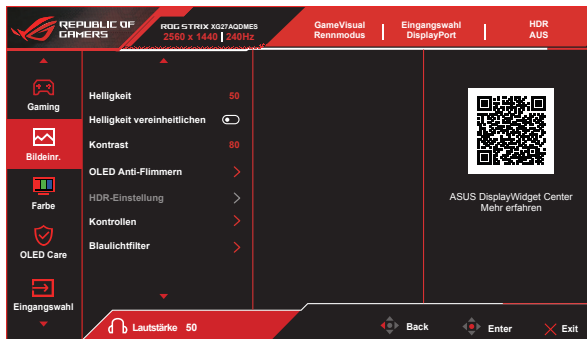 REPUBLIC OF
GAMERS
ROG STRIX XG27AQDMES
2560 x 1440 240Hz
GameVisual
Rennmodus
Eingangswahl
DisplayPort
HDR
AUS
Gaming
Bildeinr.
Farbe
OLED Care
Eingangswahl
Helligkeit 50
Helligkeit vereinheitlichen
Kontrast 80
OLED Anti-Flimmern
HDR-Einstellung
Kontrollen
Blaulichtfilter
ASUS DisplayWidget Center
Mehr erfahren
Lautstärke 50
Back
Enter
Exit